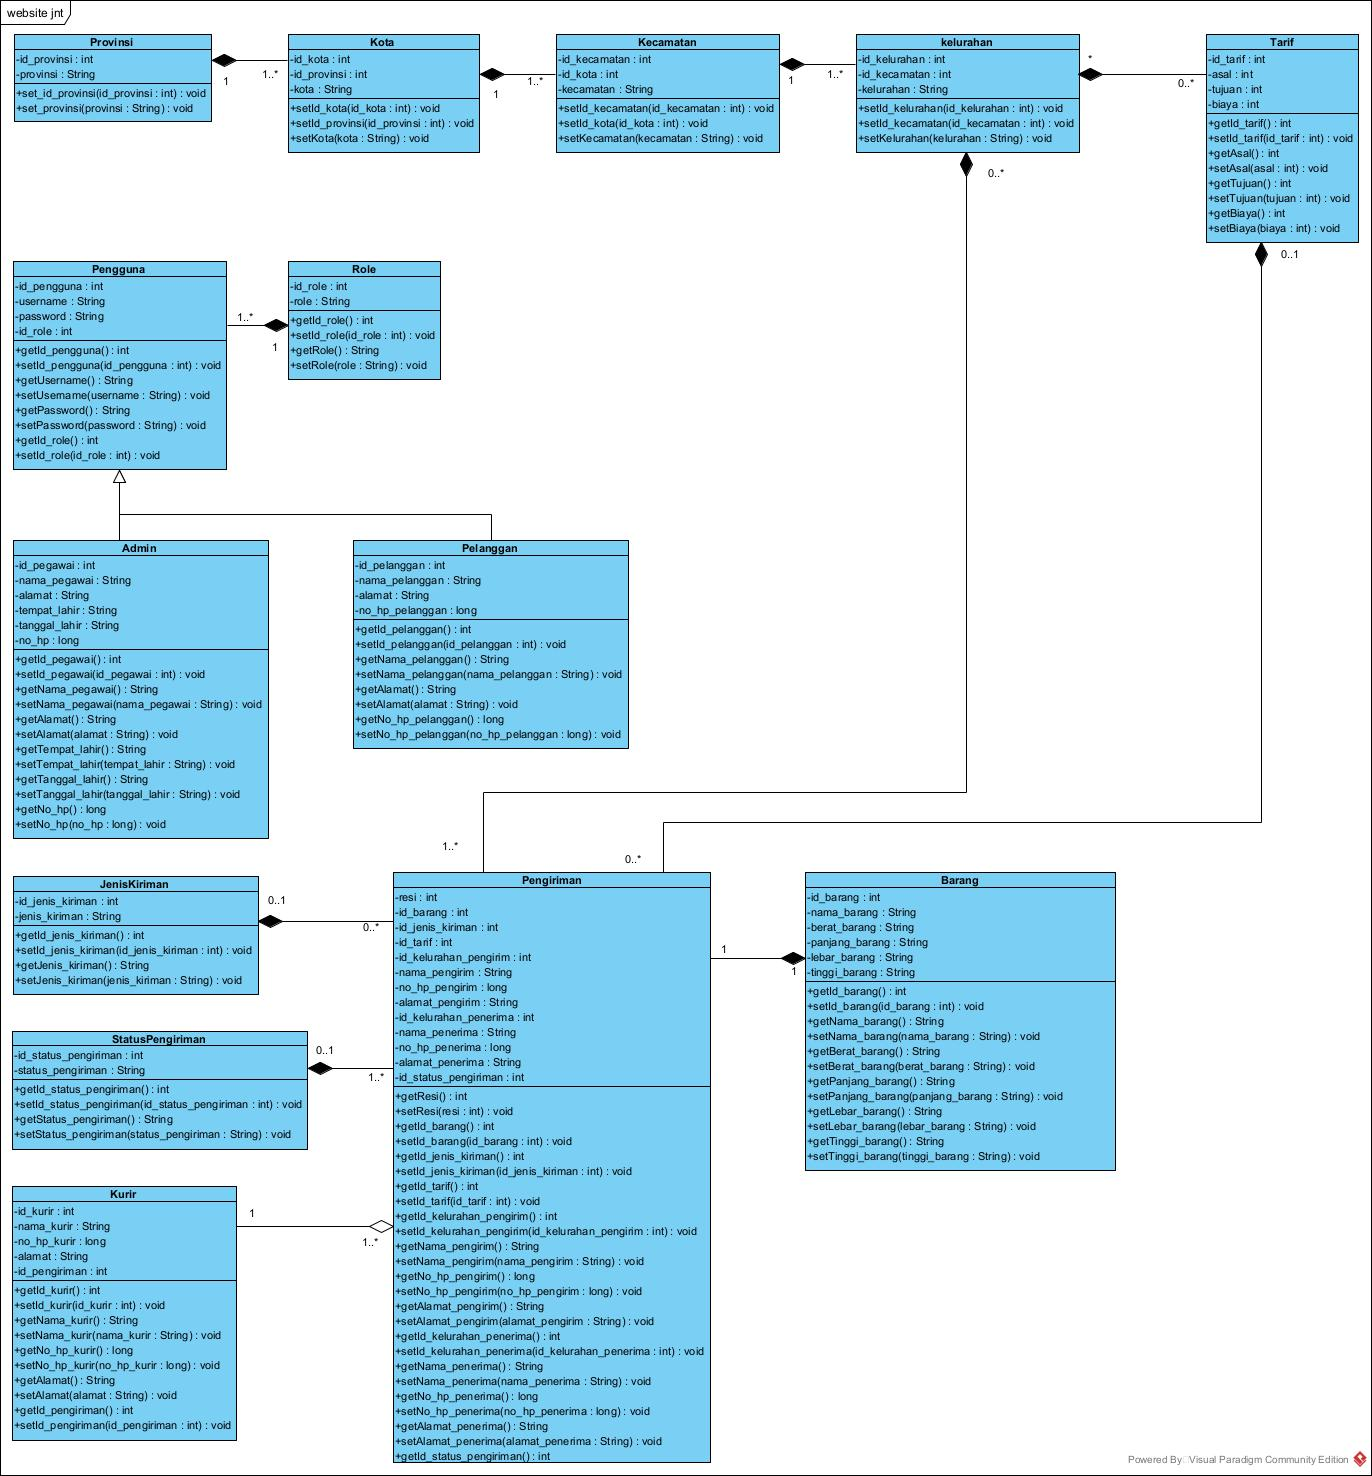 website jnt
Provinsi
-id_provinsi : int
-provinsi : String
+set_id_provinsi(id_provinsi : int) : void
+set_provinsi(provinsi : String) : void
1
1..*
Kota
-id_kota : int
-id_provinsi : int
-kota : String
+setId_kota(id_kota : int) : void
+setId_provinsi(id_provinsi : int) : void
+setKota(kota : String) : void
1
1..*
Kecamatan
-id_kecamatan : int
-id_kota : int
-kecamatan : String
+setId_kecamatan(id_kecamatan : int) : void
+setId_kota(id_kota : int) : void
+setKecamatan(kecamatan : String) : void
1
1..*
kelurahan
-id_kelurahan : int
-id_kecamatan : int
-kelurahan : String
+setId_kelurahan(id_kelurahan : int) : void
+setId_kecamatan(id_kecamatan : int) : void
+setKelurahan(kelurahan : String) : void
*
0..*
0..*
Tarif
-id_tarif : int
-asal : int
-tujuan : int
-biaya : int
+getId_tarif() : int
+setId_tarif(id_tarif : int) : void
+getAsal() : int
+setAsal(asal : int) : void
+getTujuan() : int
+setTujuan(tujuan : int) : void
+getBiaya() : int
+setBiaya(biaya : int) : void
0..1
Pengguna
-id_pengguna : int
-username : String
-password : String
-id_role : int
+getId_pengguna() : int
+setId_pengguna(id_pengguna : int) : void
+getUsername() : String
+setUsername(username : String) : void
+getPassword() : String
+setPassword(password : String) : void
+getId_role() : int
+setId_role(id_role : int) : void
1..*
1
Role
-id_role : int
-role : String
+getId_role() : int
+setId_role(id_role : int) : void
+getRole() : String
+setRole(role : String) : void
Admin
-id_pegawai : int
-nama_pegawai : String
-alamat : String
-tempat_lahir : String
-tanggal_lahir : String
-no_hp : long
+getId_pegawai() : int
+setId_pegawai(id_pegawai : int) : void
+getNama_pegawai() : String
+setNama_pegawai(nama_pegawai : String) : void
+getAlamat() : String
+setAlamat(alamat : String) : void
+getTempat_lahir() : String
+setTempat_lahir(tempat_lahir : String) : void
+getTanggal_lahir() : String
+setTanggal_lahir(tanggal_lahir : String) : void
+getNo_hp() : long
+setNo_hp(no_hp : long) : void
Pelanggan
-id_pelanggan : int
-nama_pelanggan : String
-alamat : String
-no_hp_pelanggan : long
+getId_pelanggan() : int
+setId_pelanggan(id_pelanggan : int) : void
+getNama_pelanggan() : String
+setNama_pelanggan(nama_pelanggan : String) : void
+getAlamat() : String
+setAlamat(alamat : String) : void
+getNo_hp_pelanggan() : long
+setNo_hp_pelanggan(no_hp_pelanggan : long) : void
1..*
0..*
JenisKiriman
-id_jenis_kiriman : int
-jenis_kiriman : String
+getId_jenis_kiriman() : int
+setId_jenis_kiriman(id_jenis_kiriman : int) : void
+getJenis_kiriman() : String
+setJenis_kiriman(jenis_kiriman : String) : void
0..1
0..*
StatusPengiriman
-id_status_pengiriman : int
-status_pengiriman : String
+getId_status_pengiriman() : int
+setId_status_pengiriman(id_status_pengiriman : int) : void
+getStatus_pengiriman() : String
+setStatus_pengiriman(status_pengiriman : String) : void
0..1
1..*
Kurir
-id_kurir : int
-nama_kurir : String
-no_hp_kurir : long
-alamat : String
-id_pengiriman : int
+getId_kurir() : int
+setId_kurir(id_kurir : int) : void
+getNama_kurir() : String
+setNama_kurir(nama_kurir : String) : void
+getNo_hp_kurir() : long
+setNo_hp_kurir(no_hp_kurir : long) : void
+getAlamat() : String
+setAlamat(alamat : String) : void
+getId_pengiriman() : int
+setId_pengiriman(id_pengiriman : int) : void
1
1..*
Pengiriman
-resi : int
-id_barang : int
-id_jenis_kiriman : int
-id_tarif : int
-id_kelurahan_pengirim : int
-nama_pengirim : String
-no_hp_pengirim : long
-alamat_pengirim : String
-id_kelurahan_penerima : int
-nama_penerima : String
-no_hp_penerima : long
-alamat_penerima : String
-id_status_pengiriman : int
+getResi() : int
+setResi(resi : int) : void
+getId_barang() : int
+setId_barang(id_barang : int) : void
+getId_jenis_kiriman() : int
+setId_jenis_kiriman(id_jenis_kiriman : int) : void
+getId_tarif() : int
+setId_tarif(id_tarif : int) : void
+getId_kelurahan_pengirim() : int
+setId_kelurahan_pengirim(id_kelurahan_pengirim : int) : void
+getNama_pengirim() : String
+setNama_pengirim(nama_pengirim : String) : void
+getNo_hp_pengirim() : long
+setNo_hp_pengirim(no_hp_pengirim : long) : void
+getAlamat_pengirim() : String
+setAlamat_pengirim(alamat_pengirim : String) : void
+getId_kelurahan_penerima() : int
+setId_kelurahan_penerima(id_kelurahan_penerima : int) : void
+getNama_penerima() : String
+setNama_penerima(nama_penerima : String) : void
+getNo_hp_penerima() : long
+setNo_hp_penerima(no_hp_penerima : long) : void
+getAlamat_penerima() : String
+setAlamat_penerima(alamat_penerima : String) : void
+getId_status_pengiriman() : int
1
1
Barang
-id_barang : int
-nama_barang : String
-berat_barang : String
-panjang_barang : String
-lebar_barang : String
-tinggi_barang : String
+getId_barang() : int
+setId_barang(id_barang : int) : void
+getNama_barang() : String
+setNama_barang(nama_barang : String) : void
+getBerat_barang() : String
+setBerat_barang(berat_barang : String) : void
+getPanjang_barang() : String
+setPanjang_barang(panjang_barang : String) : void
+getLebar_barang() : String
+setLebar_barang(lebar_barang : String) : void
+getTinggi_barang() : String
+setTinggi_barang(tinggi_barang : String) : void
Powered By Visual Paradigm Community Edition